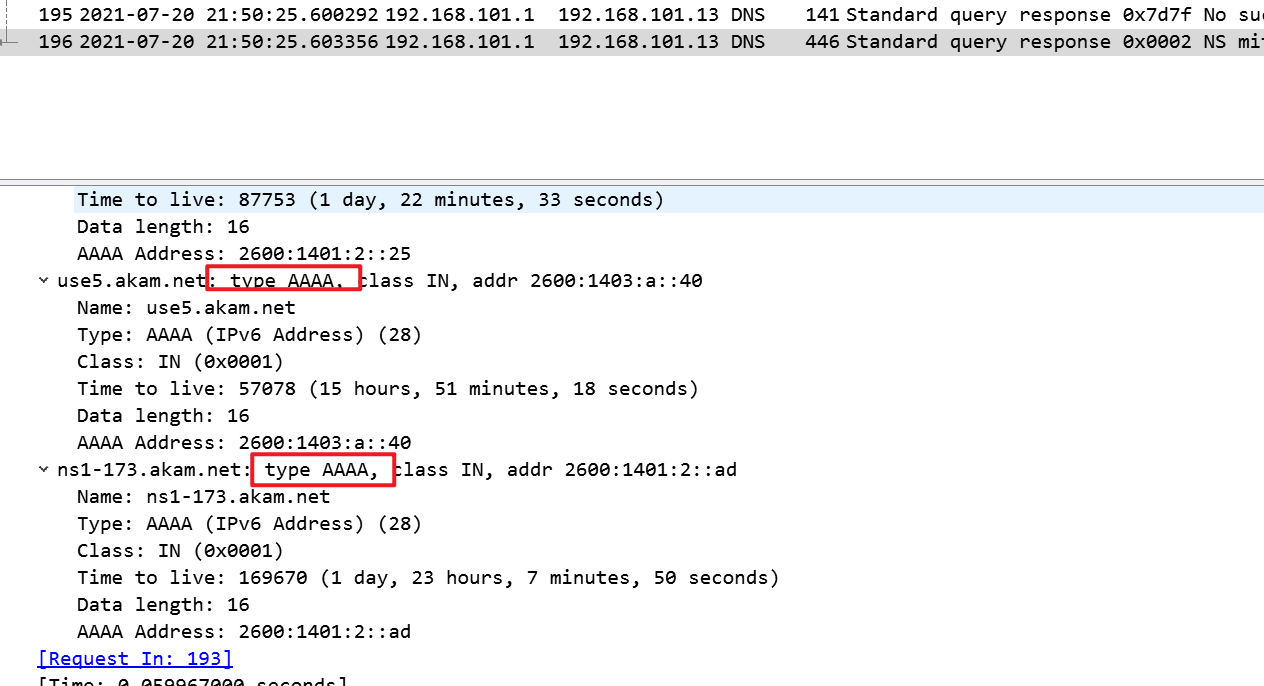 195 2021-07-20 21:50:25.600292 192.168.101.1 192.168.101.13 DNS 141 Standard query response 0x7d7f No
196 2021-07-20 21:50:25.603356 192.168.101.1 192.168.101.13 DNS 446 Standard query response 0x0002 NS
Time to live: 87753 (1 day, 22 minutes, 33 seconds)
Data length: 16
AAAA Address: 2600:1401:2::25
use5.akam.net: type AAAA, class IN, addr 2600:1403:a::40
Name: use5.akam.net
Type: AAAA (IPv6 Address) (28)
Class: IN (0x0001)
Time to live: 57078 (15 hours, 51 minutes, 18 seconds)
Data length: 16
AAAA Address: 2600:1403:a::40
ns1-173.akam.net: type AAAA, class IN, addr 2600:1401:2::ad
Name: ns1-173.akam.net
Type: AAAA (IPv6 Address) (28)
Class: IN (0x0001)
Time to live: 169670 (1 day, 23 hours, 7 minutes, 50 seconds)
Data length: 16
AAAA Address: 2600:1401:2::ad
[Request In: 193]
[Time: 0.059967000 seconds]